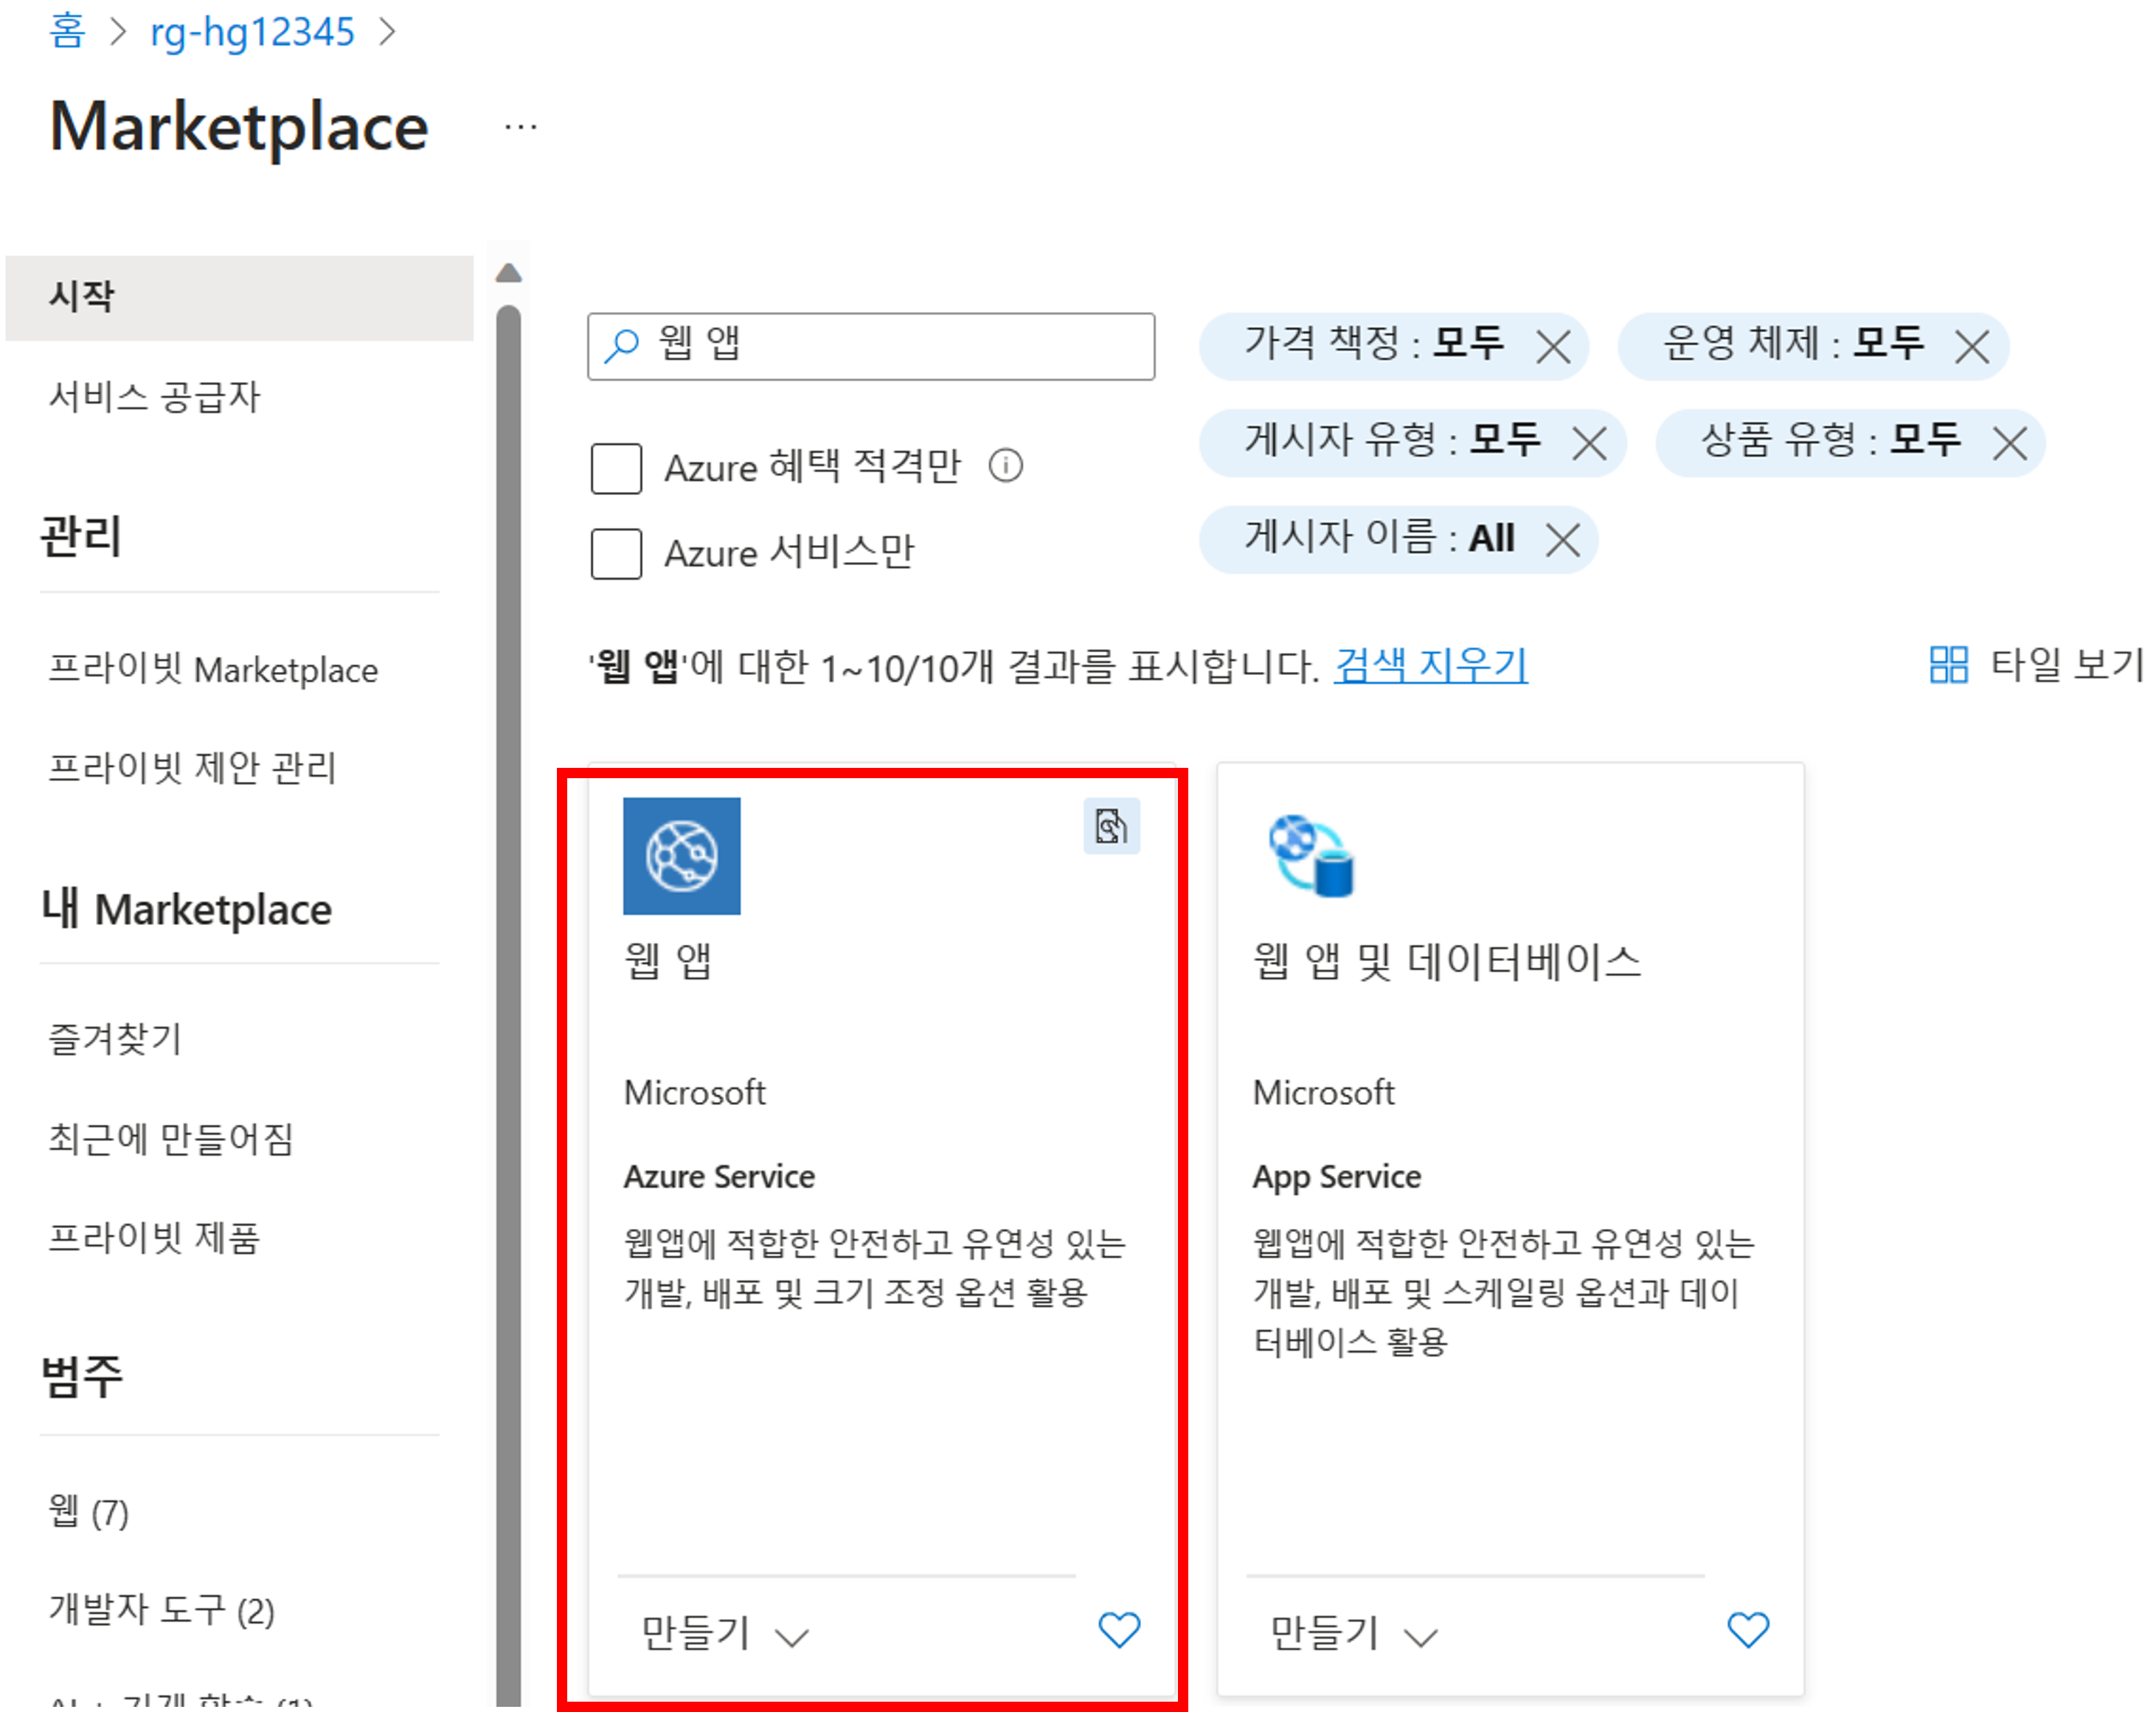 홈 > rg-hg12345 >
Marketplace ...
시작
서비스 공급자
관리
프라이빗 Marketplace
프라이빗 제안 관리
내 Marketplace
즐겨찾기
최근에 만들어짐
프라이빗 제품
범주
웹 (7)
개발자 도구 (2)
웹 앱
가격 책정 : 모두
운영 체제 : 모두
Azure 혜택 적격만
게시자 유형 : 모두
상품 유형 : 모두
Azure 서비스만
게시자 이름 : All
'웹 앱'에 대한 1~10/10개 결과를 표시합니다. 검색 지우기
타일 보기
웹 앱
Microsoft
Azure Service
웹앱에 적합한 안전하고 유연성 있는
개발, 배포 및 크기 조정 옵션 활용
만들기
웹 앱 및 데이터베이스
Microsoft
App Service
웹앱에 적합한 안전하고 유연성 있는
개발, 배포 및 스케일링 옵션과 데이
터베이스 활용
만들기